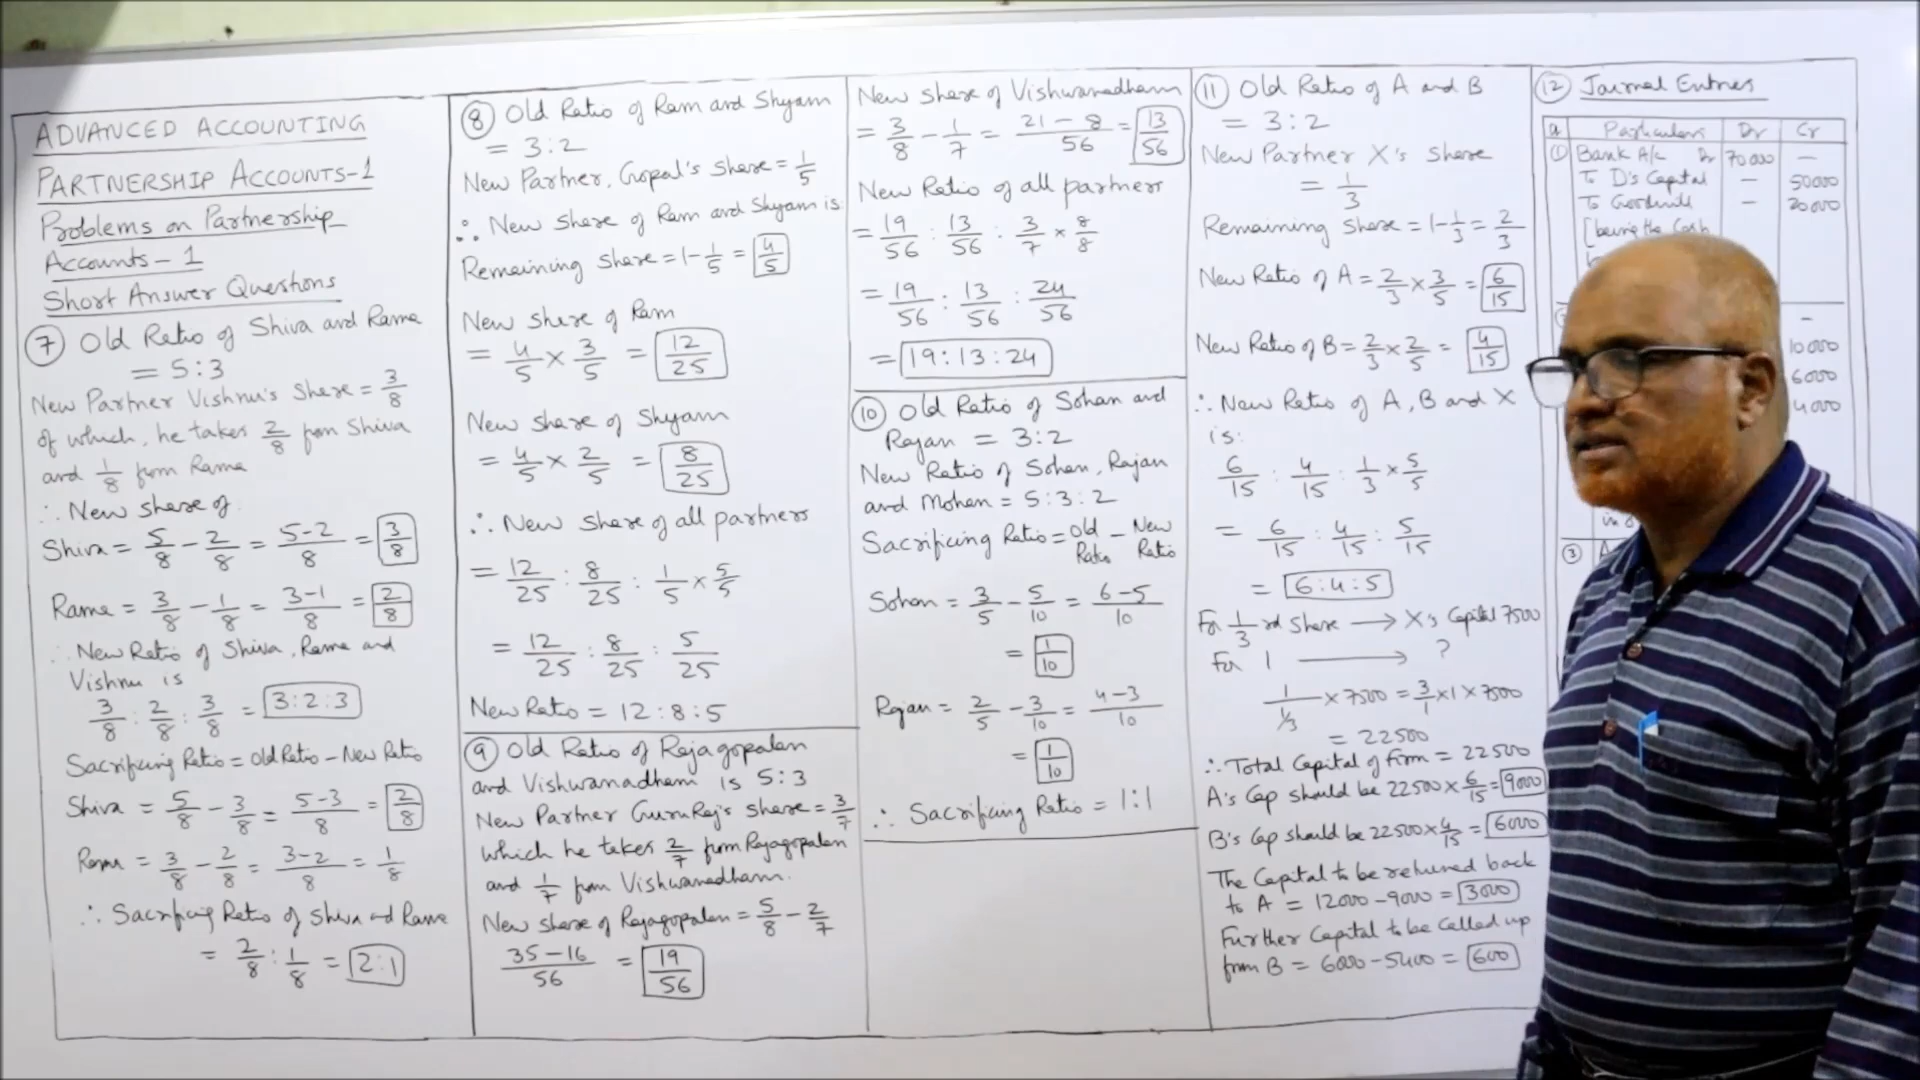 ADVANCED ACCOUNTING
PARTNERSHIP ACCOUNTS-1
Problems on Partnership
Accounts-1
Short Answer Questions
7 Old Ratio of Shiva and Rama
= 5:3
New Partner Vishnu's Share = 3/8
of which, he takes 2/8 from Shiva
and 1/8 from Rama
∴ New share of
Shiva = 5/8 - 2/8 = 5-2/8 = 3/8
Rama = 3/8 - 1/8 = 3-1/8 = 2/8
∴ New Ratio of Shiva, Rama and
Vishnu is
3/8 : 2/8 : 3/8 = 3:2:3
Sacrificing Ratio = Old Ratio - New Ratio
Shiva = 5/8 - 3/8 = 5-3/8 = 2/8
Rama = 3/8 - 2/8 = 3-2/8 = 1/8
∴ Sacrificing Ratio of Shiva and Rama
= 2/8 : 1/8 = 2:1
8 Old Ratio of Ram and Shyam
= 3:2
New Partner, Gopal's Share = 1/5
∴ New Share of Ram and Shyam is:
Remaining Share = 1-1/5 = 4/5
New Share of Ram
= 4/5 × 3/5 = 12/25
New Share of Shyam
= 4/5 × 2/5 = 8/25
∴ New Share of all partners
= 12/25 : 8/25 : 1/5 × 5/5
= 12/25 : 8/25 : 5/25
New Ratio = 12:8:5
9 Old Ratio of Rajagopalan
and Vishwanadham is 5:3
New Partner GuruRaj's share = 3/7
which he takes 2/7 from Rajagopalan
and 1/7 from Vishwanadham.
New share of Rajagopalan = 5/8 - 2/7
35-16/56 = 19/56
New Share of Vishwanadham
= 3/8 - 1/7 = 21-8/56 = 13/56
New Ratio of all partners
= 19/56 : 13/56 : 3/7 × 8/8
= 19/56 : 13/56 : 24/56
= 19:13:24
10 Old Ratio of Sohan and
Rajan = 3:2
New Ratio of Sohan, Rajan
and Mohan = 5:3:2
Sacrificing Ratio = Old Ratio - New Ratio
Sohan = 3/5 - 5/10 = 6-5/10
= 1/10
Rajan = 2/5 - 3/10 = 4-3/10
= 1/10
∴ Sacrificing Ratio = 1:1
11 Old Ratio of A and B
= 3:2
New Partner X's Share
= 1/3
Remaining Share = 1-1/3 = 2/3
New Ratio of A = 2/3 × 3/5 = 6/15
New Ratio of B = 2/3 × 2/5 = 4/15
∴ New Ratio of A, B and X
is:
6/15 : 4/15 : 1/3 × 5/5
= 6/15 : 4/15 : 5/15
= 6:4:5
For 1/3 rd Share → X's Capital 7500
For 1 → ?
1/1/3 × 7500 = 3/1 × 1 × 7500
= 22500
∴ Total Capital of Firm = 22500
A's Cap should be 22500 × 6/15 = 9000
B's Cap should be 22500 × 4/15 = 6000
The Capital to be returned back
to A = 12000 - 9000 = 3000
Further Capital to be Called up
from B = 6000 - 5400 = 600
12 Journal Entries
a Particulars Dr Cr
1 Bank A/c Dr 70000 -
To D's Capital - 50000
To Goodwill - 20000
[being the Cash
-
10000
6000
4000
3 A